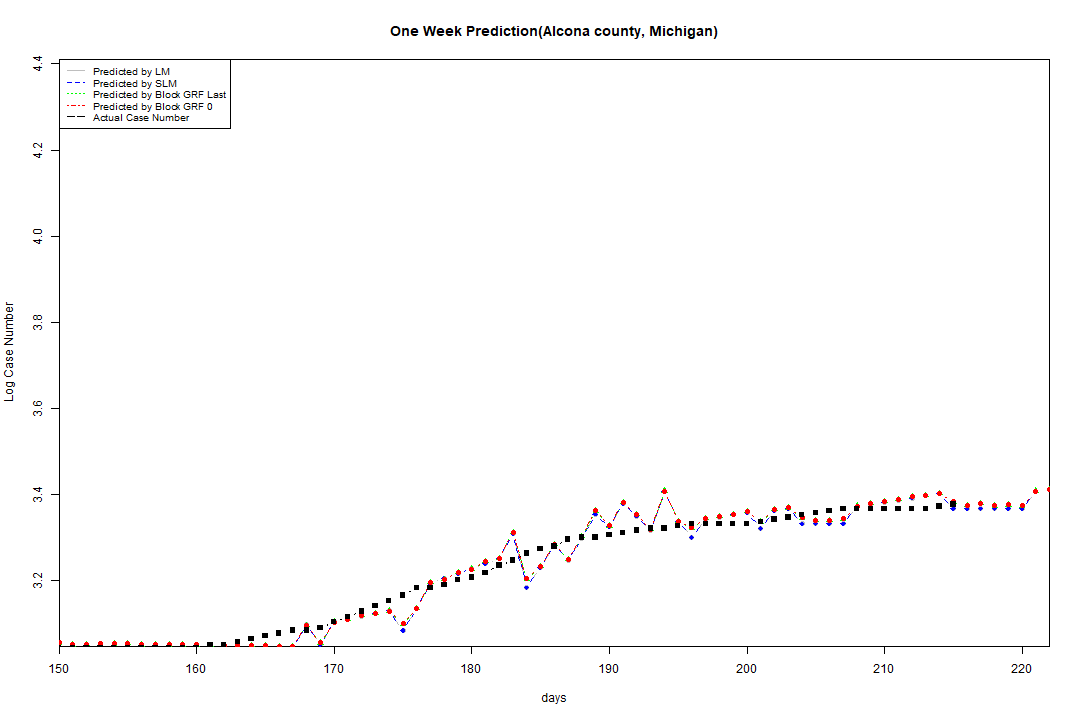 One Week Prediction(Alcona county, Michigan)
Predicted by LM
Predicted by SLM
Predicted by Block GRF Last
Predicted by Block GRF 0
Actual Case Number
4.4
4.2
4.0
3.8
3.6
3.4
3.2
Log Case Number
150 160 170 180 190 200 210 220
days